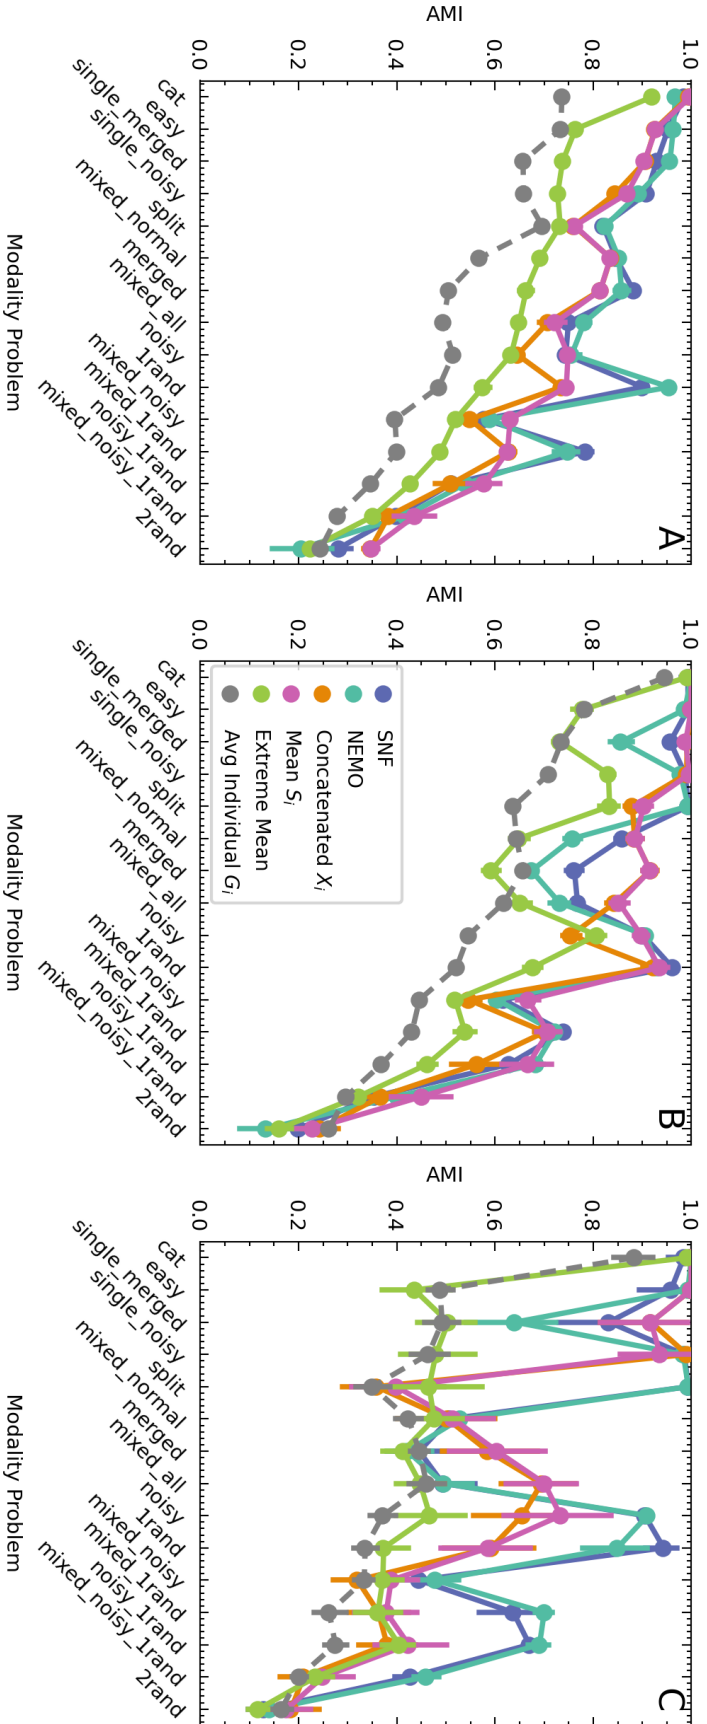 A
AMI
0.0
0.2
0.4
0.6
0.8
1.0
cat
easy
single_merged
single_noisy
split
mixed_normal
merged
mixed_all
noisy
1rand
mixed_noisy
mixed_1rand
noisy_1rand
mixed_noisy_1rand
2rand
Modality Problem
B
AMI
0.0
0.2
0.4
0.6
0.8
1.0
SNF
NEMO
Concatenated Xi
Mean Si
Extreme Mean
Avg Individual Gi
cat
easy
single_merged
single_noisy
split
mixed_normal
merged
mixed_all
noisy
1rand
mixed_noisy
mixed_1rand
noisy_1rand
mixed_noisy_1rand
2rand
Modality Problem
C
AMI
0.0
0.2
0.4
0.6
0.8
1.0
cat
easy
single_merged
single_noisy
split
mixed_normal
merged
mixed_all
noisy
1rand
mixed_noisy
mixed_1rand
noisy_1rand
mixed_noisy_1rand
2rand
Modality Problem